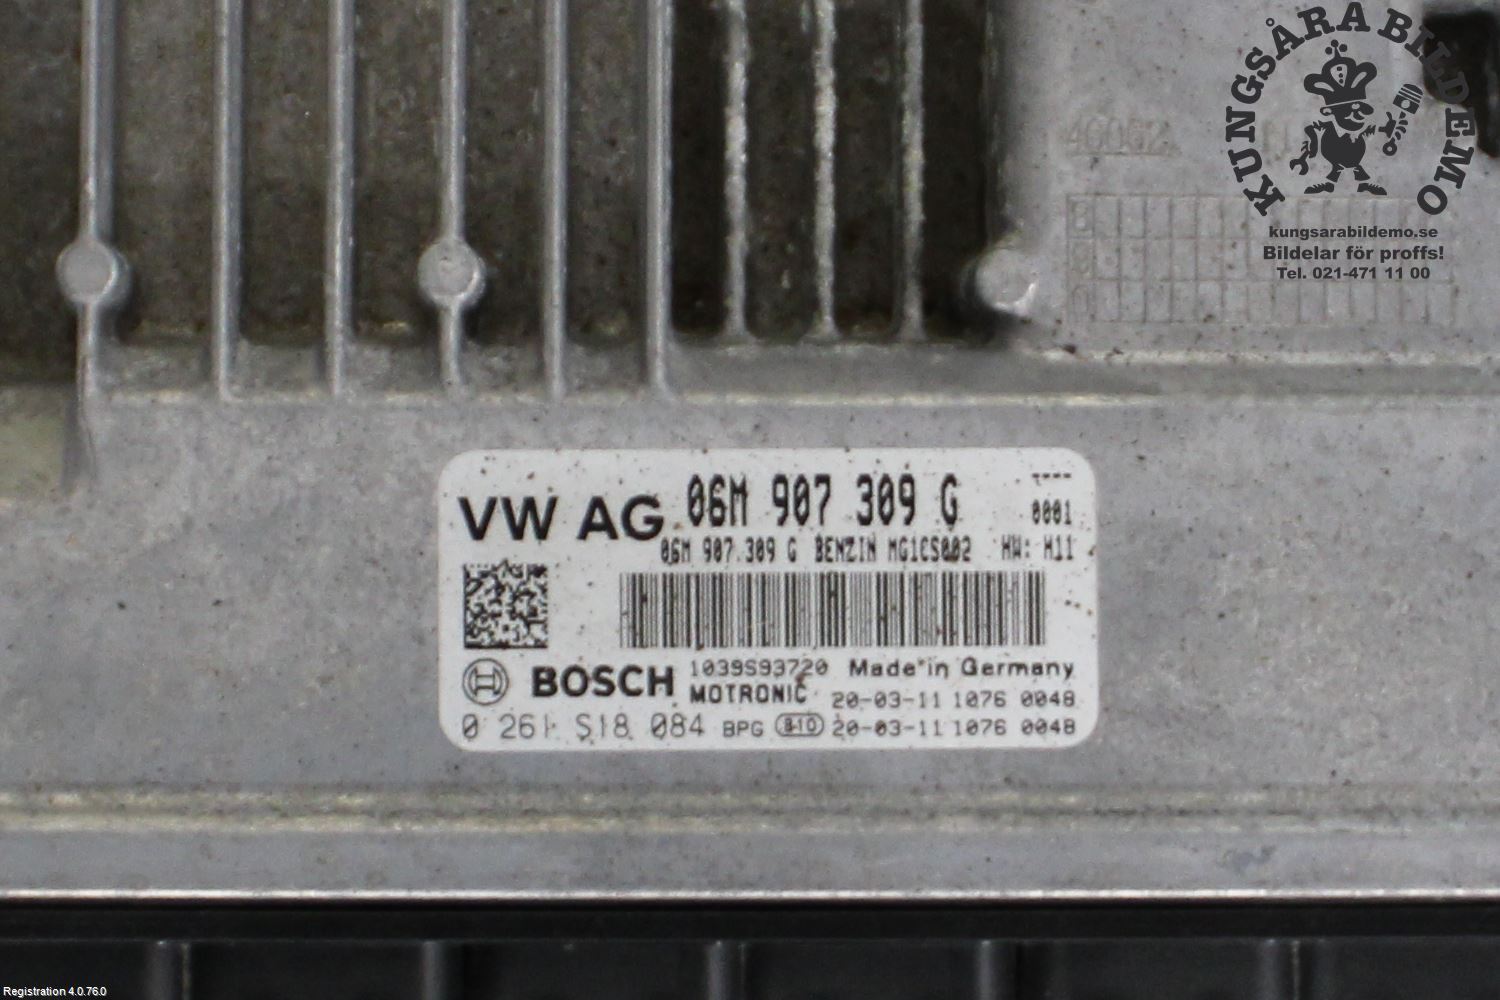 KUNGSÅRA BILDEMO
kungsarabildemo.se
Bildelar för proffs!
Tel. 021-471 11 00
VW AG 06M 907 309 G ----
0001
06M 907 309 G BENZIN MG1CS002 HW: H11
BOSCH 1039S93720 Made in Germany
MOTRONIC 20-03-11 1076 0048
0 261 S18 084 BPG 20-03-11 1076 0048
Registration 4.0.76.0